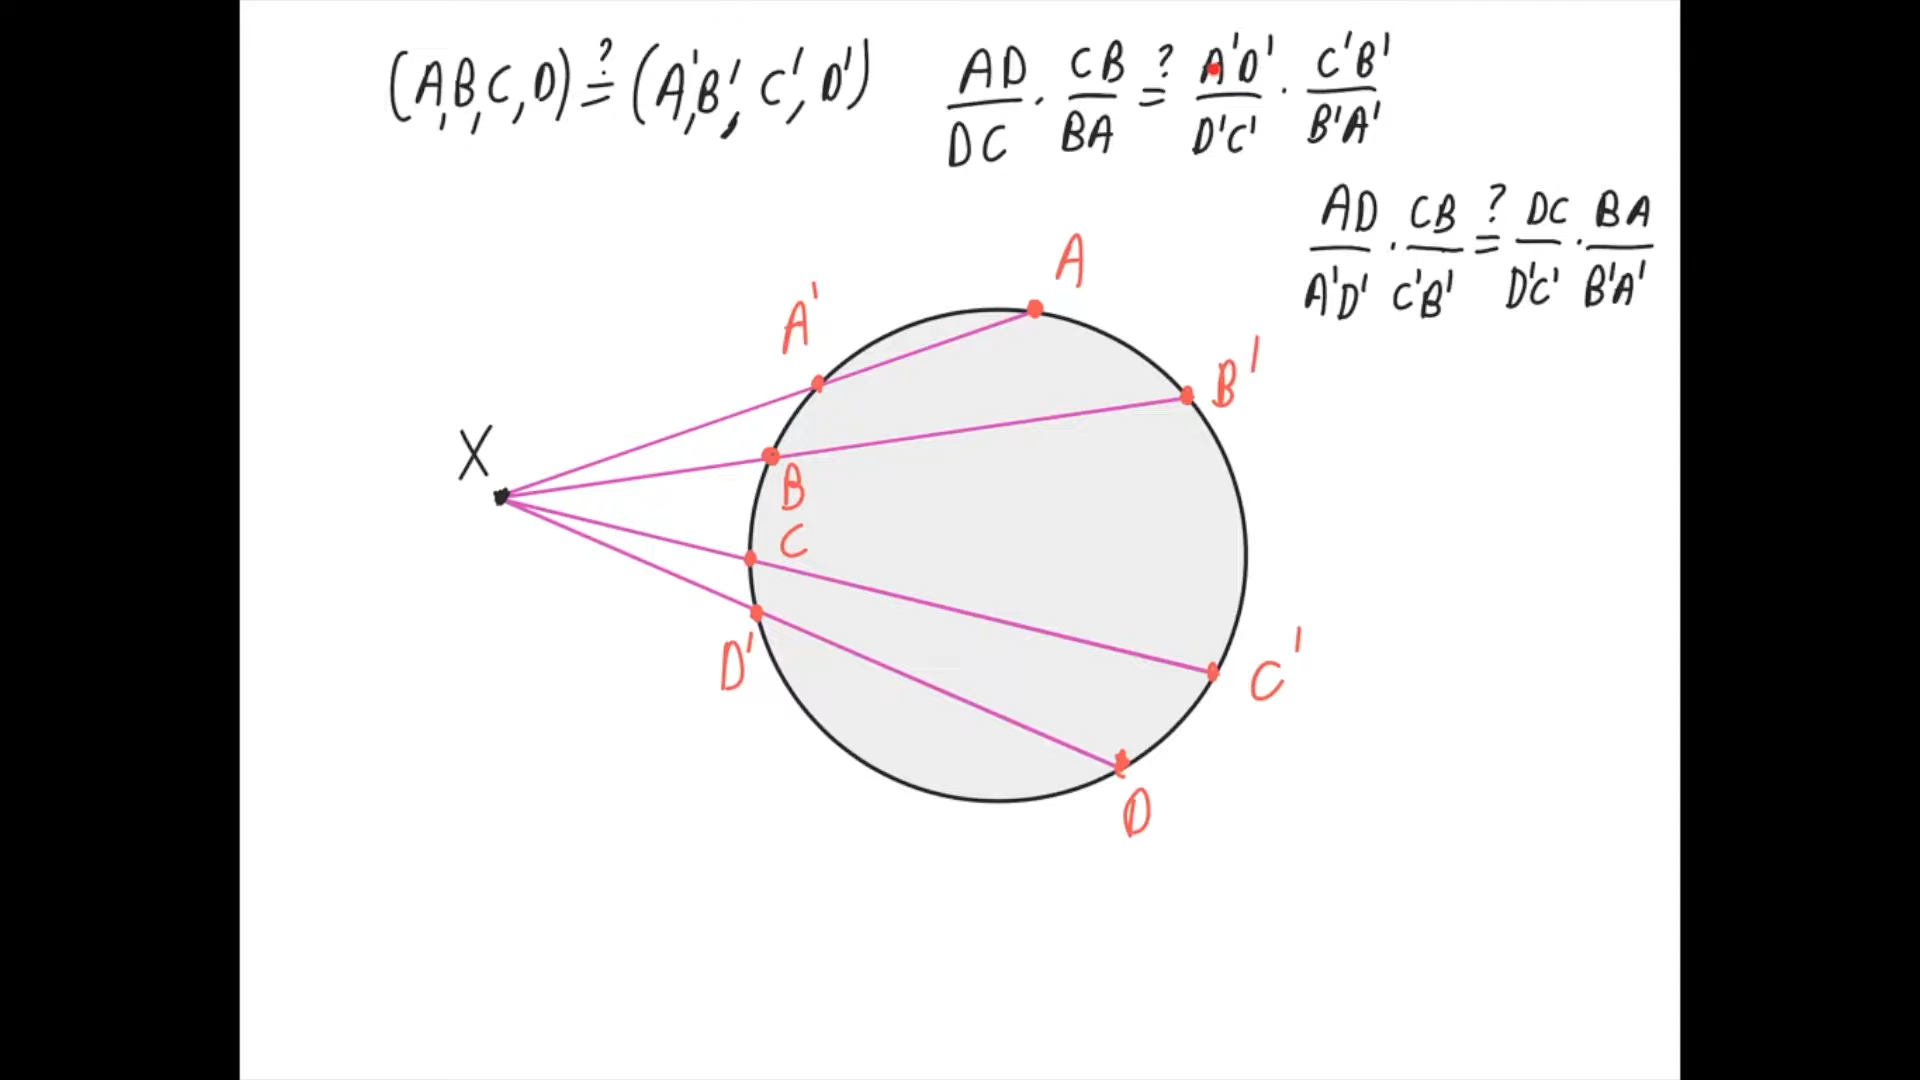 (A,B,C,D) ≟ (A',B',C',D')
AD/DC · CB/BA ≟ A'D'/D'C' · C'B'/B'A'
AD/A'D' · CB/C'B' ≟ DC/D'C' · BA/B'A'
A
A'
B'
X
B
C
D'
C'
D